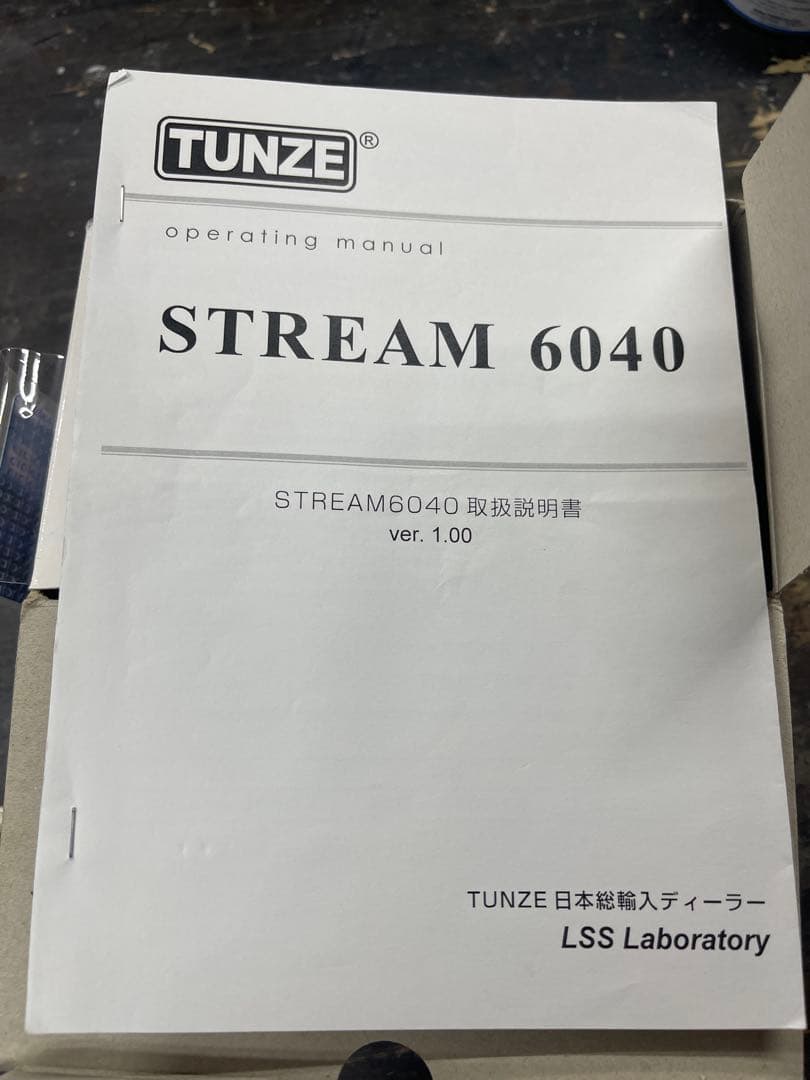 TUNZE®
operating manual
STREAM 6040
STREAM6040 取扱説明書
ver. 1.00
TUNZE 日本総輸入ディーラー
LSS Laboratory